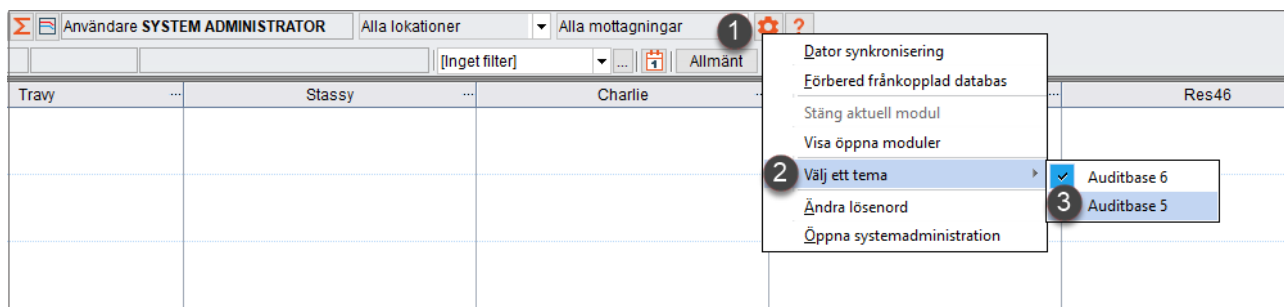 Användare SYSTEM ADMINISTRATOR Alla lokationer Alla mottagningar 1 ?
[Inget filter] ... 1 Allmänt
Travy ... Stassy ... Charlie ... Res46
Dator synkronisering
Förbered frånkopplad databas
Stäng aktuell modul
Visa öppna moduler
2 Välj ett tema
Auditbase 6
3 Auditbase 5
Ändra lösenord
Öppna systemadministration